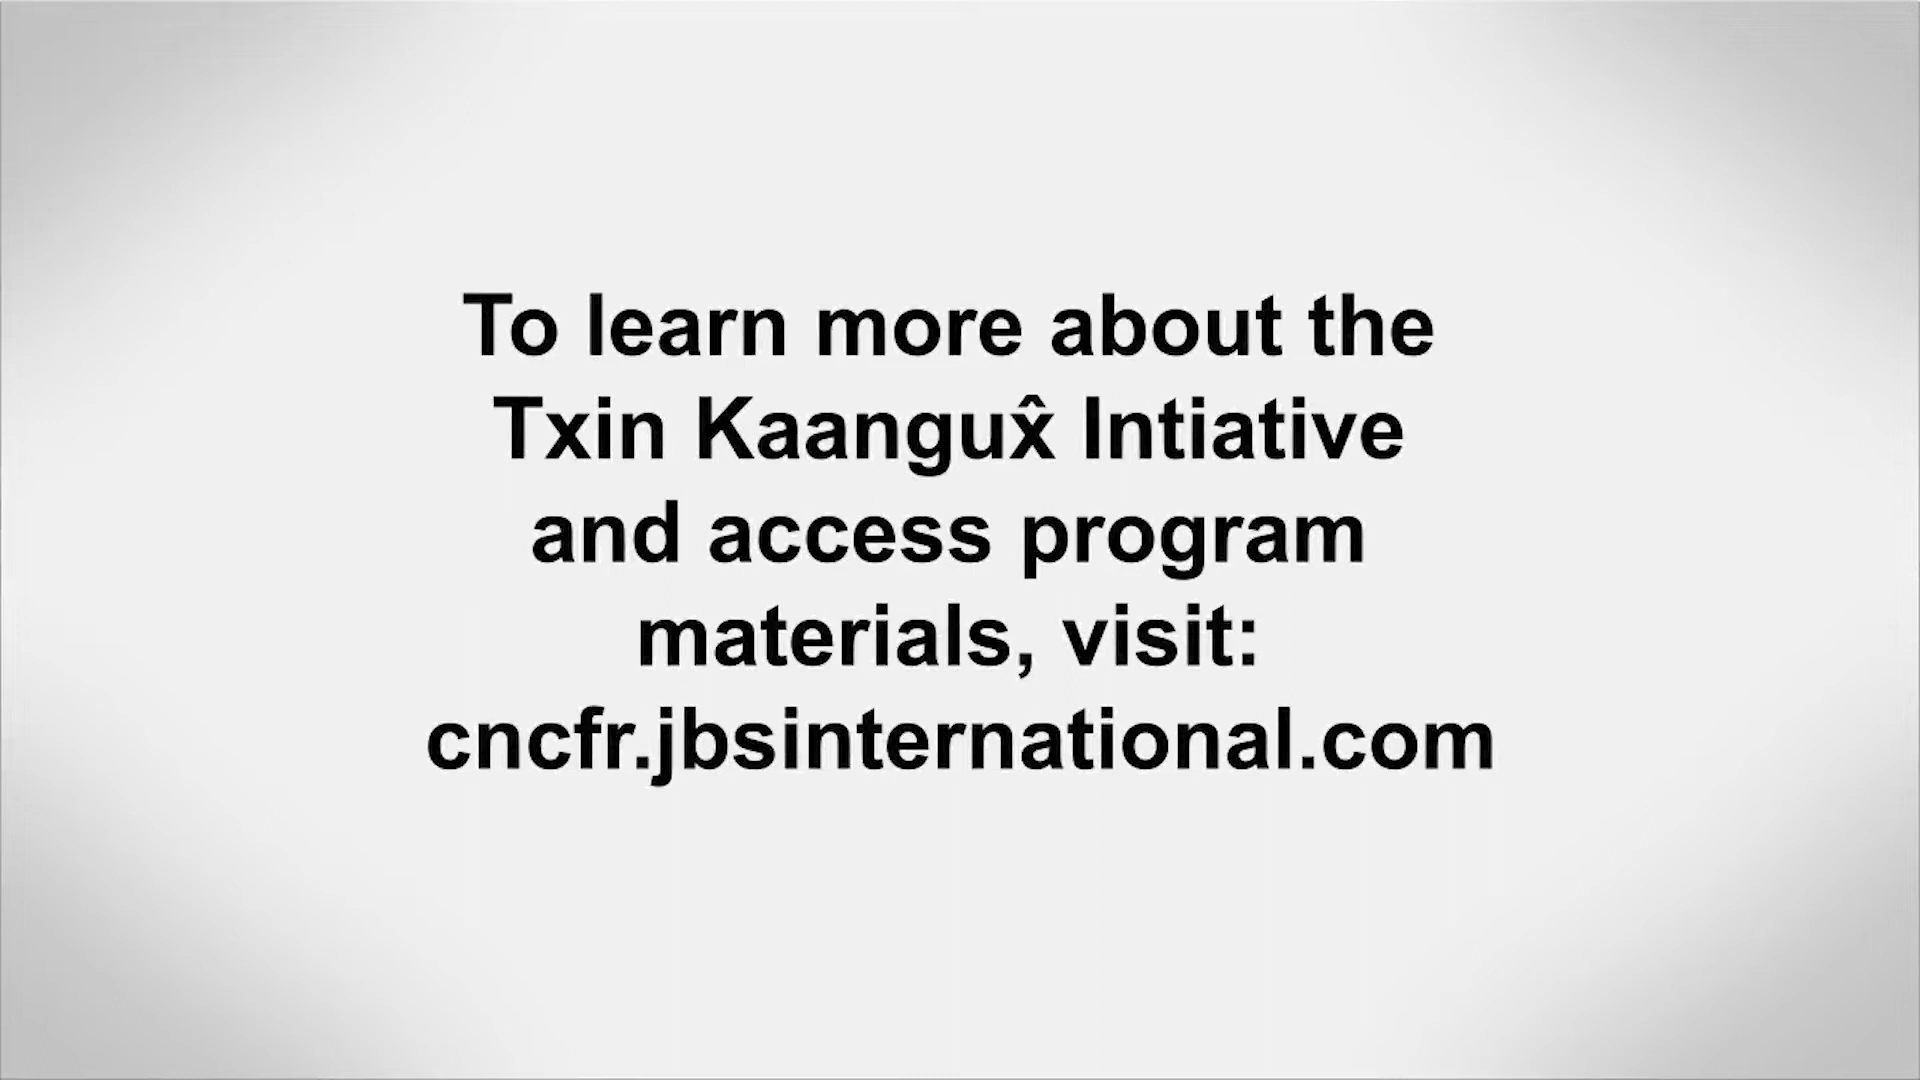 To learn more about the
Txin Kaangux̂ Intiative
and access program
materials, visit:
cncfr.jbsinternational.com